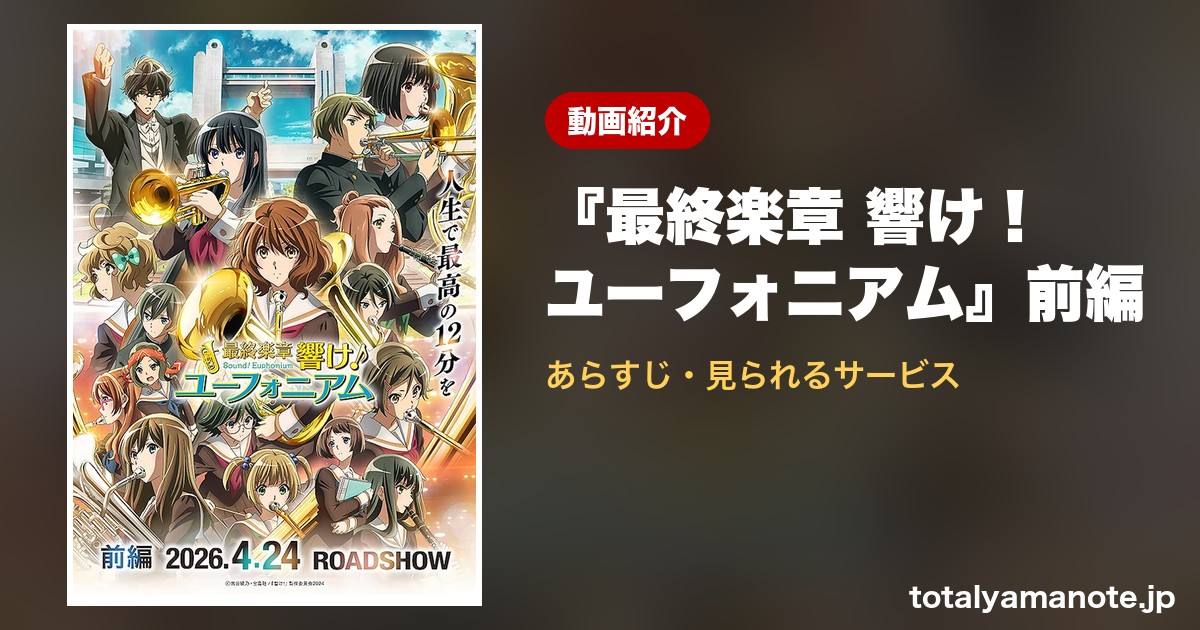 人生で最高の12分を
最終楽章 響け!
Sound! Euphonium
ユーフォニアム
前編 2026.4.24 ROADSHOW
動画紹介
『最終楽章 響け！
ユーフォニアム』前編
あらすじ・見られるサービス
totalyamanote.jp